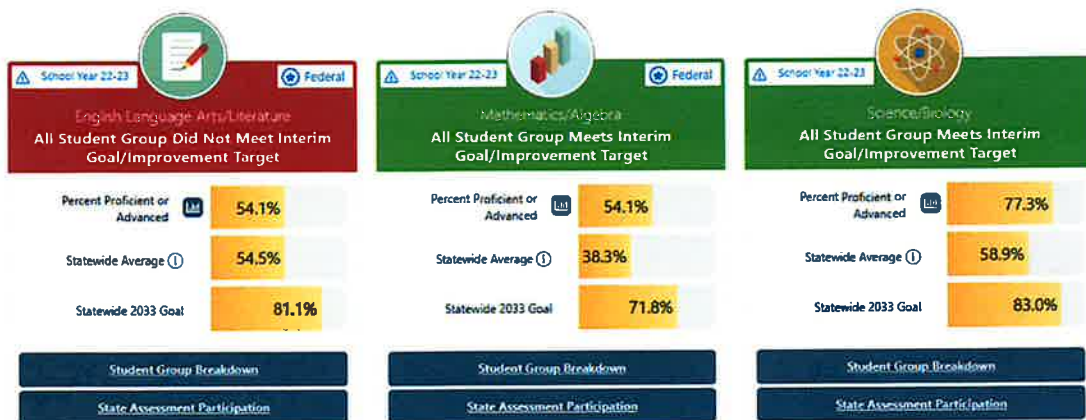 School Year 22-23
Federal
English Language Arts/Literature
All Student Group Did Not Meet Interim
Goal/Improvement Target
Percent Proficient or
Advanced
54.1%
Statewide Average
54.5%
Statewide 2033 Goal
81.1%
Student Group Breakdown
State Assessment Participation
School Year 22-23
Federal
Mathematics/Algebra
All Student Group Meets Interim
Goal/Improvement Target
Percent Proficient or
Advanced
54.1%
Statewide Average
38.3%
Statewide 2033 Goal
71.8%
Student Group Breakdown
State Assessment Participation
School Year 22-23
Science/Biology
All Student Group Meets Interim
Goal/Improvement Target
Percent Proficient or
Advanced
77.3%
Statewide Average
58.9%
Statewide 2033 Goal
83.0%
Student Group Breakdown
State Assessment Participation